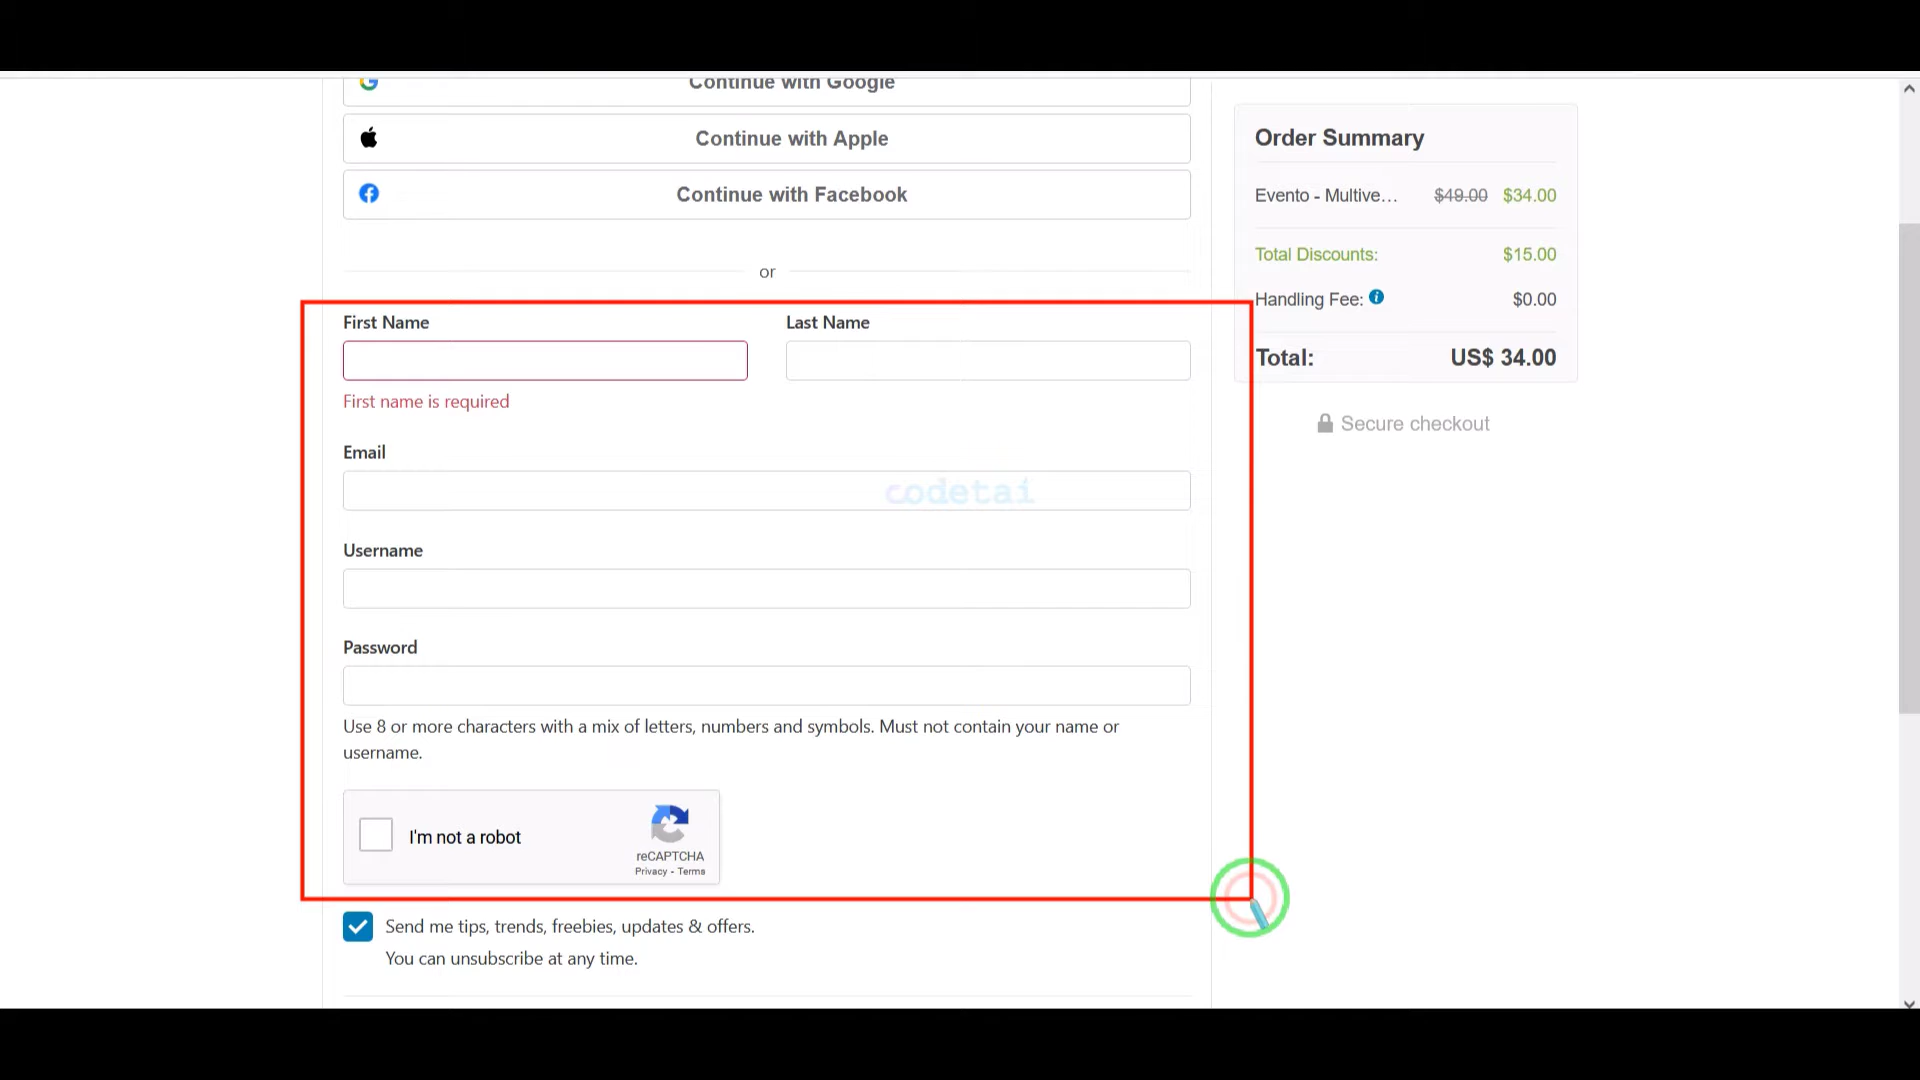 Continue with Google
Continue with Apple
Continue with Facebook
or
First Name
Last Name
First name is required
Email
codetai
Username
Password
Use 8 or more characters with a mix of letters, numbers and symbols. Must not contain your name or
username.
I'm not a robot
reCAPTCHA
Privacy - Terms
Send me tips, trends, freebies, updates & offers.
You can unsubscribe at any time.
Order Summary
Evento - Multive… $49.00 $34.00
Total Discounts: $15.00
Handling Fee: $0.00
Total: US$ 34.00
Secure checkout